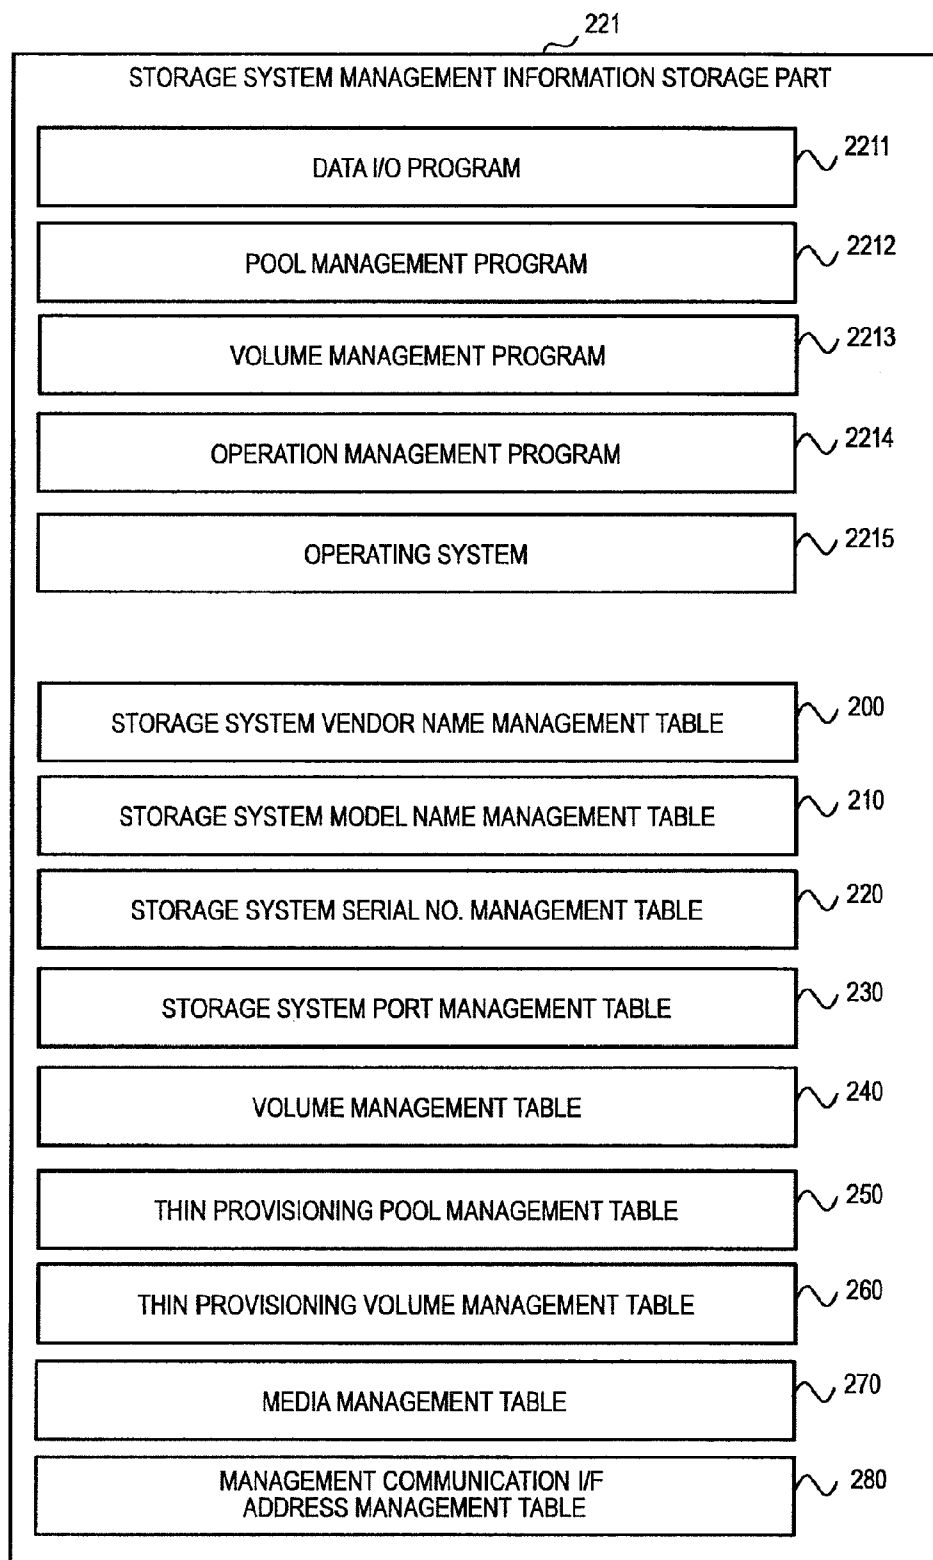 221
STORAGE SYSTEM MANAGEMENT INFORMATION STORAGE PART
DATA I/O PROGRAM
2211
POOL MANAGEMENT PROGRAM
2212
VOLUME MANAGEMENT PROGRAM
2213
OPERATION MANAGEMENT PROGRAM
2214
OPERATING SYSTEM
2215
STORAGE SYSTEM VENDOR NAME MANAGEMENT TABLE
200
STORAGE SYSTEM MODEL NAME MANAGEMENT TABLE
210
STORAGE SYSTEM SERIAL NO. MANAGEMENT TABLE
220
STORAGE SYSTEM PORT MANAGEMENT TABLE
230
VOLUME MANAGEMENT TABLE
240
THIN PROVISIONING POOL MANAGEMENT TABLE
250
THIN PROVISIONING VOLUME MANAGEMENT TABLE
260
MEDIA MANAGEMENT TABLE
270
MANAGEMENT COMMUNICATION I/F
ADDRESS MANAGEMENT TABLE
280